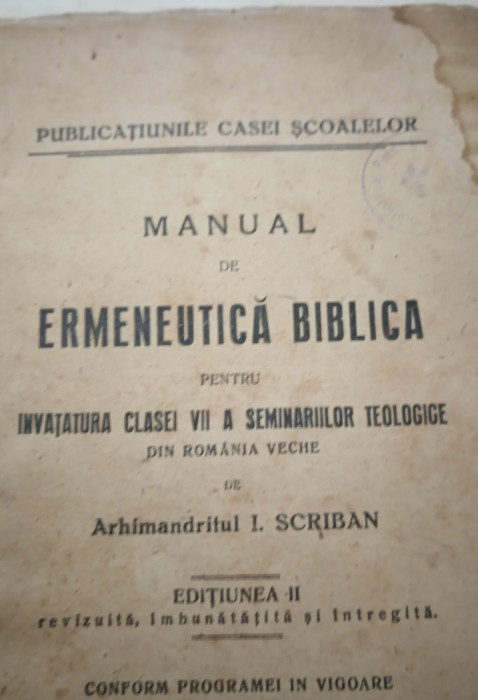 PUBLICAȚIUNILE CASEI ȘCOALELOR
MANUAL
DE
ERMENEUTICĂ BIBLICA
PENTRU
INVAȚATURA CLASEI VII A SEMINARIILOR TEOLOGICE
DIN ROMÂNIA VECHE
DE
Arhimandritul I. SCRIBAN
EDIȚIUNEA II
revizuită, îmbunătățită și întregită.
CONFORM PROGRAMEI IN VIGOARE